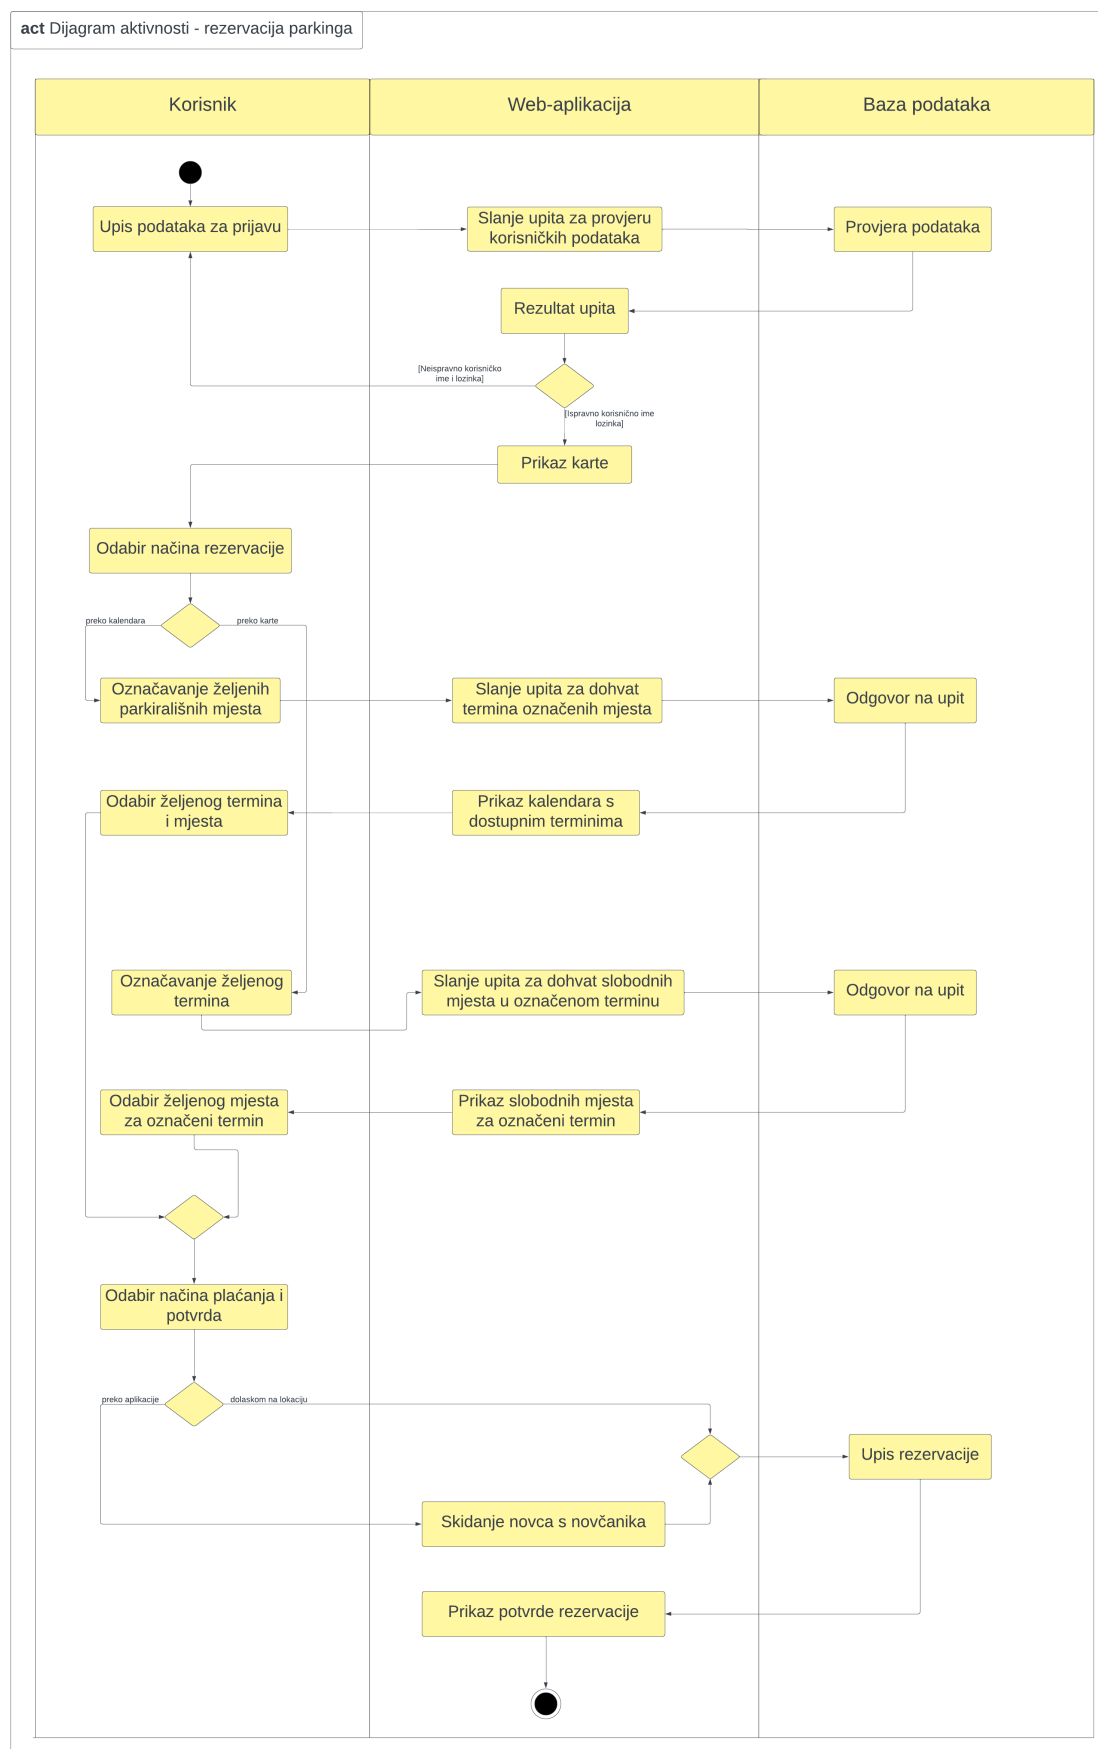 act Dijagram aktivnosti - rezervacija parkinga
Korisnik
Web-aplikacija
Baza podataka
Upis podataka za prijavu
Slanje upita za provjeru
korisničkih podataka
Provjera podataka
Rezultat upita
[Neispravno korisničko
ime i lozinka]
[Ispravno korisnično ime
lozinka]
Prikaz karte
Odabir načina rezervacije
preko kalendara
preko karte
Označavanje željenih
parkirališnih mjesta
Slanje upita za dohvat
termina označenih mjesta
Odgovor na upit
Odabir željenog termina
i mjesta
Prikaz kalendara s
dostupnim terminima
Označavanje željenog
termina
Slanje upita za dohvat slobodnih
mjesta u označenom terminu
Odgovor na upit
Odabir željenog mjesta
za označeni termin
Prikaz slobodnih mjesta
za označeni termin
Odabir načina plaćanja i
potvrda
preko aplikacije
dolaskom na lokaciju
Upis rezervacije
Skidanje novca s novčanika
Prikaz potvrde rezervacije